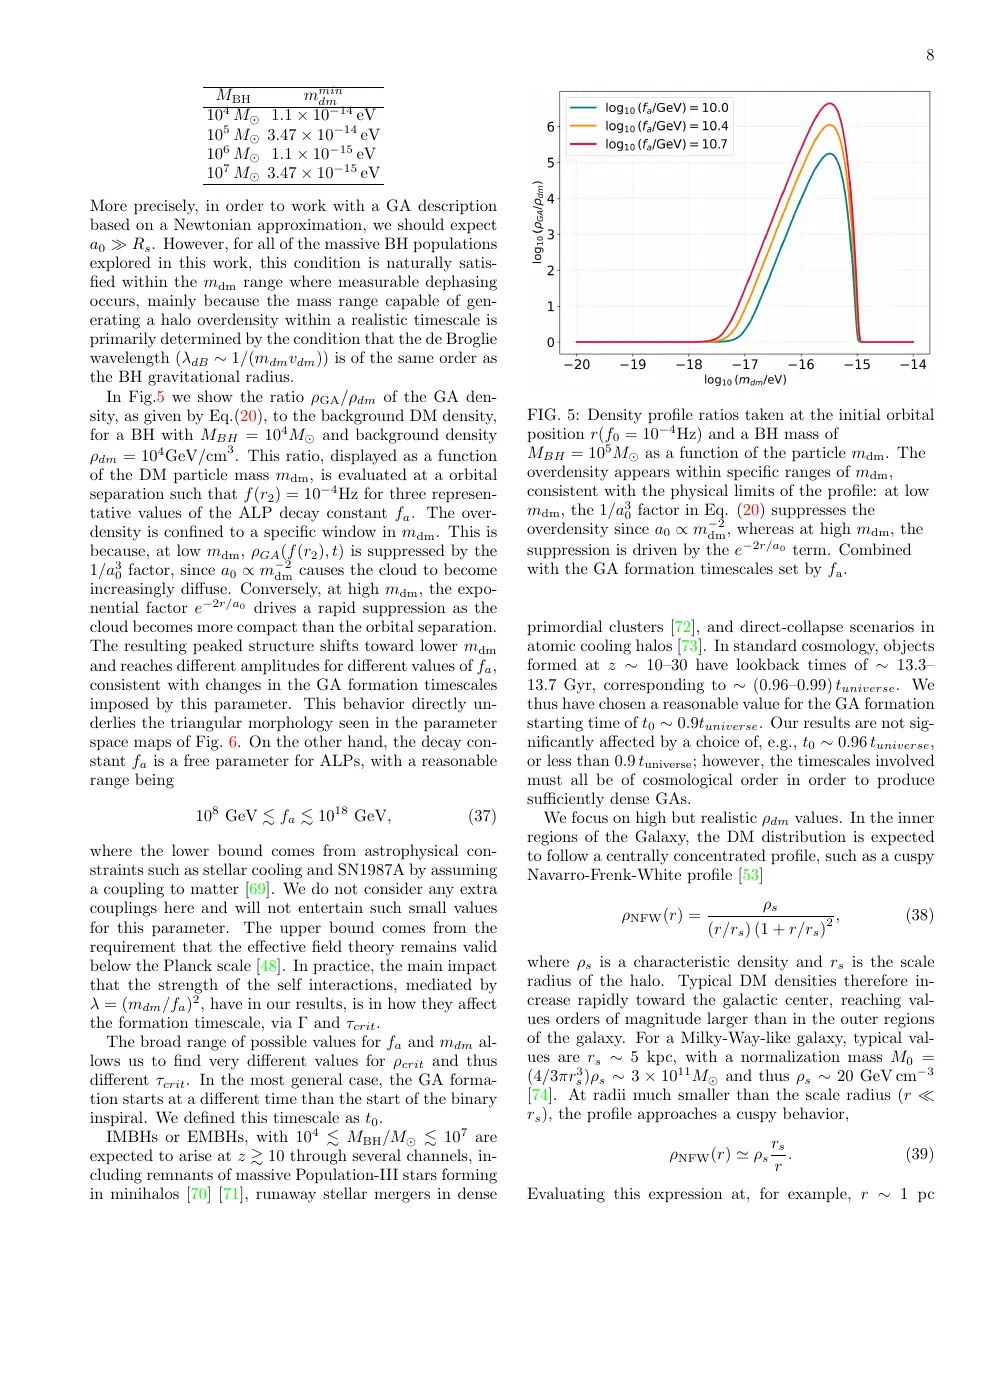 8
M_BH m_dm^min
10^4 M_⊙ 1.1 × 10^−14 eV
10^5 M_⊙ 3.47 × 10^−14 eV
10^6 M_⊙ 1.1 × 10^−15 eV
10^7 M_⊙ 3.47 × 10^−15 eV
More precisely, in order to work with a GA description
based on a Newtonian approximation, we should expect
a_0 ≫ R_s. However, for all of the massive BH populations
explored in this work, this condition is naturally satis-
fied within the m_dm range where measurable dephasing
occurs, mainly because the mass range capable of gen-
erating a halo overdensity within a realistic timescale is
primarily determined by the condition that the de Broglie
wavelength (λ_dB ∼ 1/(m_dm v_dm)) is of the same order as
the BH gravitational radius.
In Fig.5 we show the ratio ρ_GA/ρ_dm of the GA den-
sity, as given by Eq.(20), to the background DM density,
for a BH with M_BH = 10^4 M_⊙ and background density
ρ_dm = 10^4 GeV/cm^3. This ratio, displayed as a function
of the DM particle mass m_dm, is evaluated at a orbital
separation such that f(r_2) = 10^−4 Hz for three represen-
tative values of the ALP decay constant f_a. The over-
density is confined to a specific window in m_dm. This is
because, at low m_dm, ρ_GA(f(r_2), t) is suppressed by the
1/a_0^3 factor, since a_0 ∝ m_dm^−2 causes the cloud to become
increasingly diffuse. Conversely, at high m_dm, the expo-
nential factor e^−2r/a_0 drives a rapid suppression as the
cloud becomes more compact than the orbital separation.
The resulting peaked structure shifts toward lower m_dm
and reaches different amplitudes for different values of f_a,
consistent with changes in the GA formation timescales
imposed by this parameter. This behavior directly un-
derlies the triangular morphology seen in the parameter
space maps of Fig. 6. On the other hand, the decay con-
stant f_a is a free parameter for ALPs, with a reasonable
range being
10^8 GeV ≲ f_a ≲ 10^18 GeV, (37)
where the lower bound comes from astrophysical con-
straints such as stellar cooling and SN1987A by assuming
a coupling to matter [69]. We do not consider any extra
couplings here and will not entertain such small values
for this parameter. The upper bound comes from the
requirement that the effective field theory remains valid
below the Planck scale [48]. In practice, the main impact
that the strength of the self interactions, mediated by
λ = (m_dm/f_a)^2, have in our results, is in how they affect
the formation timescale, via Γ and τ_crit.
The broad range of possible values for f_a and m_dm al-
lows us to find very different values for ρ_crit and thus
different τ_crit. In the most general case, the GA forma-
tion starts at a different time than the start of the binary
inspiral. We defined this timescale as t_0.
IMBHs or EMBHs, with 10^4 ≲ M_BH/M_⊙ ≲ 10^7 are
expected to arise at z ≳ 10 through several channels, in-
cluding remnants of massive Population-III stars forming
in minihalos [70] [71], runaway stellar mergers in dense
log_10 (f_a/GeV) = 10.0
log_10 (f_a/GeV) = 10.4
log_10 (f_a/GeV) = 10.7
log_10 (ρ_GA/ρ_dm)
6
5
4
3
2
1
0
−20 −19 −18 −17 −16 −15 −14
log_10 (m_dm/eV)
FIG. 5: Density profile ratios taken at the initial orbital
position r(f_0 = 10^−4Hz) and a BH mass of
M_BH = 10^5 M_⊙ as a function of the particle m_dm. The
overdensity appears within specific ranges of m_dm,
consistent with the physical limits of the profile: at low
m_dm, the 1/a_0^3 factor in Eq. (20) suppresses the
overdensity since a_0 ∝ m_dm^−2, whereas at high m_dm, the
suppression is driven by the e^−2r/a_0 term. Combined
with the GA formation timescales set by f_a.
primordial clusters [72], and direct-collapse scenarios in
atomic cooling halos [73]. In standard cosmology, objects
formed at z ∼ 10–30 have lookback times of ∼ 13.3–
13.7 Gyr, corresponding to ∼ (0.96–0.99) t_universe. We
thus have chosen a reasonable value for the GA formation
starting time of t_0 ∼ 0.9t_universe. Our results are not sig-
nificantly affected by a choice of, e.g., t_0 ∼ 0.96 t_universe,
or less than 0.9 t_universe; however, the timescales involved
must all be of cosmological order in order to produce
sufficiently dense GAs.
We focus on high but realistic ρ_dm values. In the inner
regions of the Galaxy, the DM distribution is expected
to follow a centrally concentrated profile, such as a cuspy
Navarro-Frenk-White profile [53]
ρ_NFW(r) = ρ_s / ((r/r_s) (1 + r/r_s)^2), (38)
where ρ_s is a characteristic density and r_s is the scale
radius of the halo. Typical DM densities therefore in-
crease rapidly toward the galactic center, reaching val-
ues orders of magnitude larger than in the outer regions
of the galaxy. For a Milky-Way-like galaxy, typical val-
ues are r_s ∼ 5 kpc, with a normalization mass M_0 =
(4/3πr_s^3)ρ_s ∼ 3 × 10^11 M_⊙ and thus ρ_s ∼ 20 GeV cm^−3
[74]. At radii much smaller than the scale radius (r ≪
r_s), the profile approaches a cuspy behavior,
ρ_NFW(r) ≃ ρ_s r_s/r. (39)
Evaluating this expression at, for example, r ∼ 1 pc